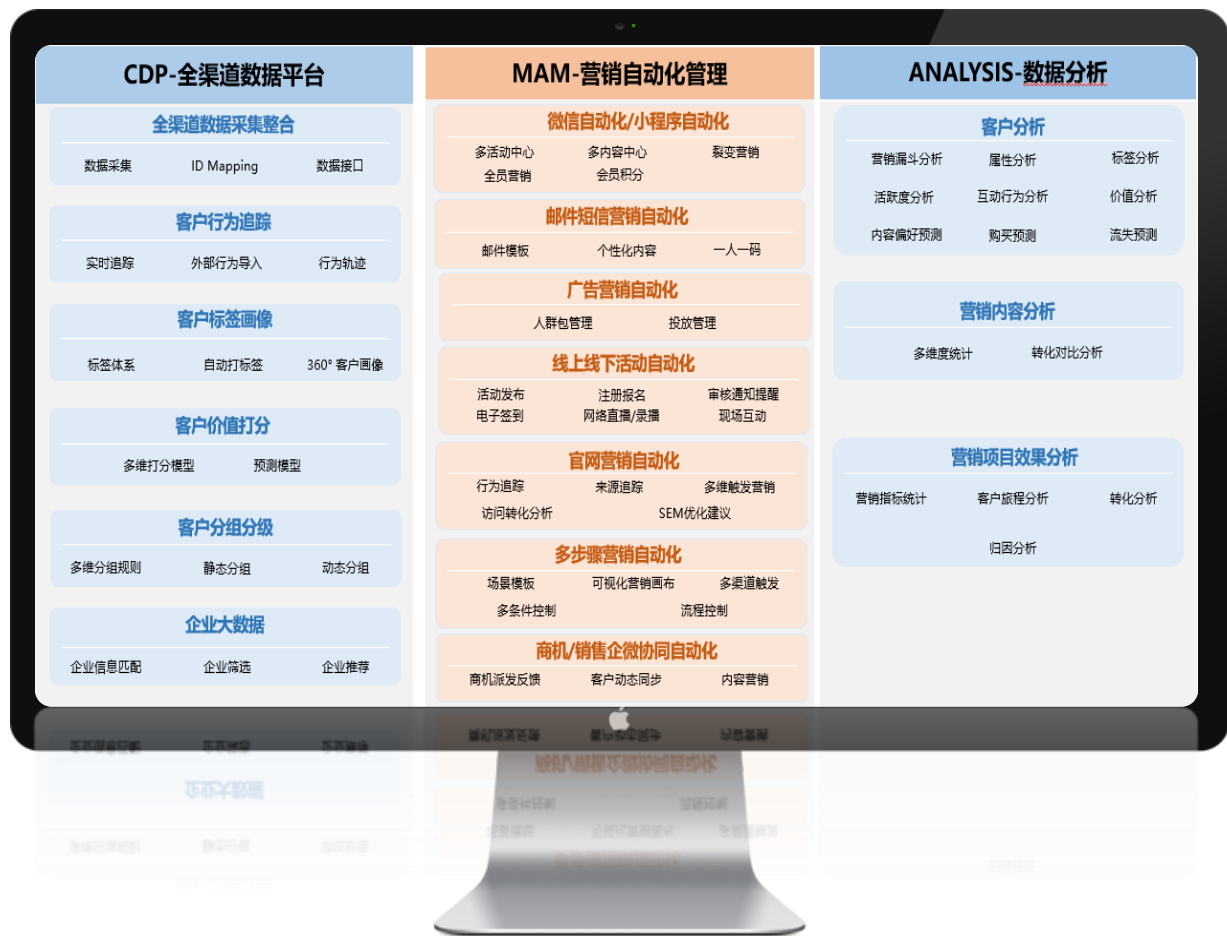 CDP-全渠道数据平台
全渠道数据采集整合
数据采集 ID Mapping 数据接口
客户行为追踪
实时追踪 外部行为导入 行为轨迹
客户标签画像
标签体系 自动打标签 360° 客户画像
客户价值打分
多维打分模型 预测模型
客户分组分级
多维分组规则 静态分组 动态分组
企业大数据
企业信息匹配 企业筛选 企业推荐
MAM-营销自动化管理
微信自动化/小程序自动化
多活动中心 多内容中心 裂变营销
全员营销 会员积分
邮件短信营销自动化
邮件模板 个性化内容 一人一码
广告营销自动化
人群包管理 投放管理
线上线下活动自动化
活动发布 注册报名 审核通知提醒
电子签到 网络直播/录播 现场互动
官网营销自动化
行为追踪 来源追踪 多维触发营销
访问转化分析 SEM优化建议
多步骤营销自动化
场景模板 可视化营销画布 多渠道触发
多条件控制 流程控制
商机/销售企微协同自动化
商机派发反馈 客户动态同步 内容营销
ANALYSIS-数据分析
客户分析
营销漏斗分析 属性分析 标签分析
活跃度分析 互动行为分析 价值分析
内容偏好预测 购买预测 流失预测
营销内容分析
多维度统计 转化对比分析
营销项目效果分析
营销指标统计 客户旅程分析 转化分析
归因分析